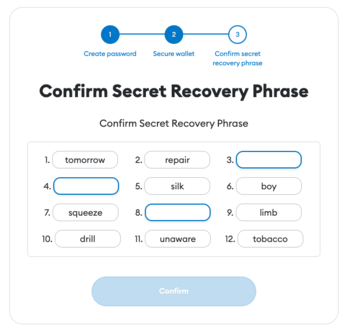 1 2 3
Create password Secure wallet Confirm secret
recovery phrase
Confirm Secret Recovery Phrase
Confirm Secret Recovery Phrase
1. tomorrow 2. repair 3.
4. 5. silk 6. boy
7. squeeze 8. 9. limb
10. drill 11. unaware 12. tobacco
Confirm